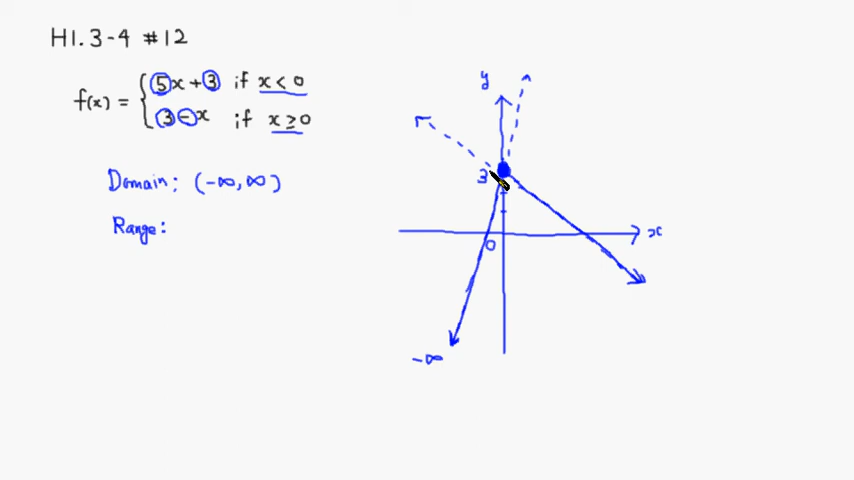 H1.3-4 #12
f(x) = { 5x + 3 if x < 0
3 - x if x ≥ 0
Domain: (-∞, ∞)
Range:
y
3
0
x
-∞